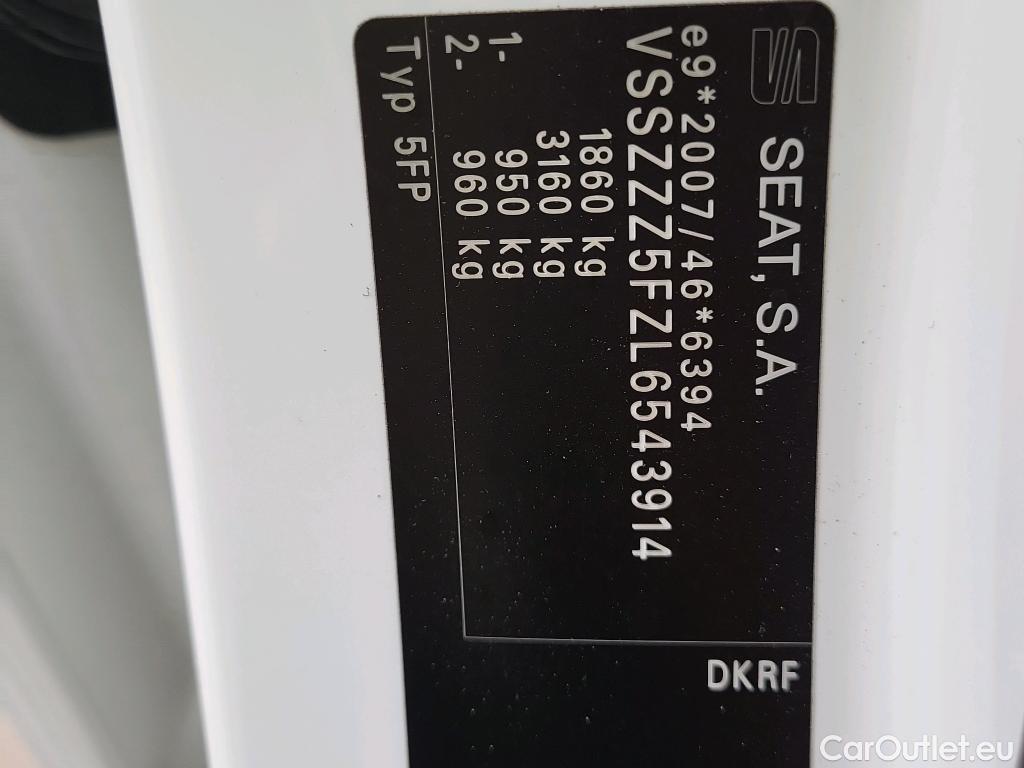 SEAT, S.A.
e9*2007/46*6394
VSSZZZ5FZL6543914
1860 kg
3160 kg
1- 950 kg
2- 960 kg
Typ 5FP
DKRF
CarOutlet.eu